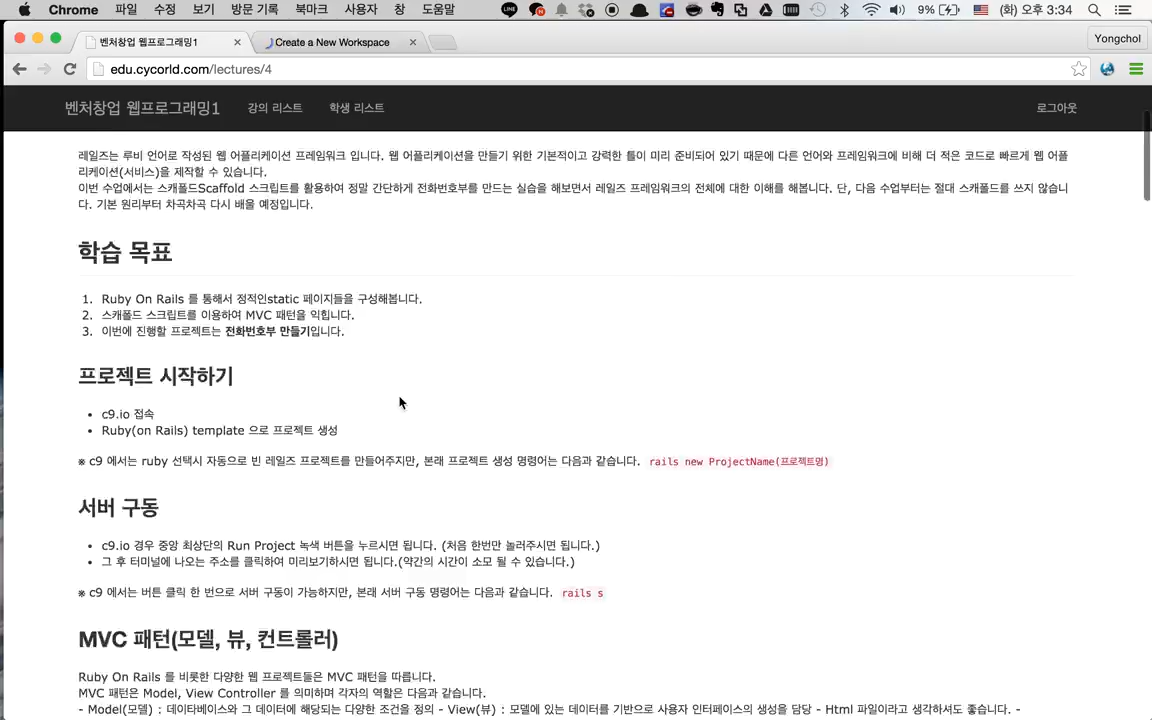 Chrome 파일 수정 보기 방문 기록 북마크 사용자 창 도움말 9% (화) 오후 3:34
벤처창업 웹프로그래밍1 Create a New Workspace Yongchol
edu.cycorld.com/lectures/4
벤처창업 웹프로그래밍1 강의 리스트 학생 리스트 로그아웃
레일즈는 루비 언어로 작성된 웹 어플리케이션 프레임워크 입니다. 웹 어플리케이션을 만들기 위한 기본적이고 강력한 틀이 미리 준비되어 있기 때문에 다른 언어와 프레임워크에 비해 더 적은 코드로 빠르게 웹 어플
리케이션(서비스)을 제작할 수 있습니다.
이번 수업에서는 스캐폴드Scaffold 스크립트를 활용하여 정말 간단하게 전화번호부를 만드는 실습을 해보면서 레일즈 프레임워크의 전체에 대한 이해를 해봅니다. 단, 다음 수업부터는 절대 스캐폴드를 쓰지 않습니
다. 기본 원리부터 차곡차곡 다시 배울 예정입니다.
학습 목표
1. Ruby On Rails 를 통해서 정적인static 페이지들을 구성해봅니다.
2. 스캐폴드 스크립트를 이용하여 MVC 패턴을 익힙니다.
3. 이번에 진행할 프로젝트는 전화번호부 만들기입니다.
프로젝트 시작하기
• c9.io 접속
• Ruby(on Rails) template 으로 프로젝트 생성
※ c9 에서는 ruby 선택시 자동으로 빈 레일즈 프로젝트를 만들어주지만, 본래 프로젝트 생성 명령어는 다음과 같습니다. rails new ProjectName(프로젝트명)
서버 구동
• c9.io 경우 중앙 최상단의 Run Project 녹색 버튼을 누르시면 됩니다. (처음 한번만 눌러주시면 됩니다.)
• 그 후 터미널에 나오는 주소를 클릭하여 미리보기하시면 됩니다.(약간의 시간이 소모 될 수 있습니다.)
※ c9 에서는 버튼 클릭 한 번으로 서버 구동이 가능하지만, 본래 서버 구동 명령어는 다음과 같습니다. rails s
MVC 패턴(모델, 뷰, 컨트롤러)
Ruby On Rails 를 비롯한 다양한 웹 프로젝트들은 MVC 패턴을 따릅니다.
MVC 패턴은 Model, View Controller 를 의미하며 각자의 역할은 다음과 같습니다.
- Model(모델) : 데이타베이스와 그 데이터에 해당되는 다양한 조건을 정의 - View(뷰) : 모델에 있는 데이터를 기반으로 사용자 인터페이스의 생성을 담당 - Html 파일이라고 생각하셔도 좋습니다. -